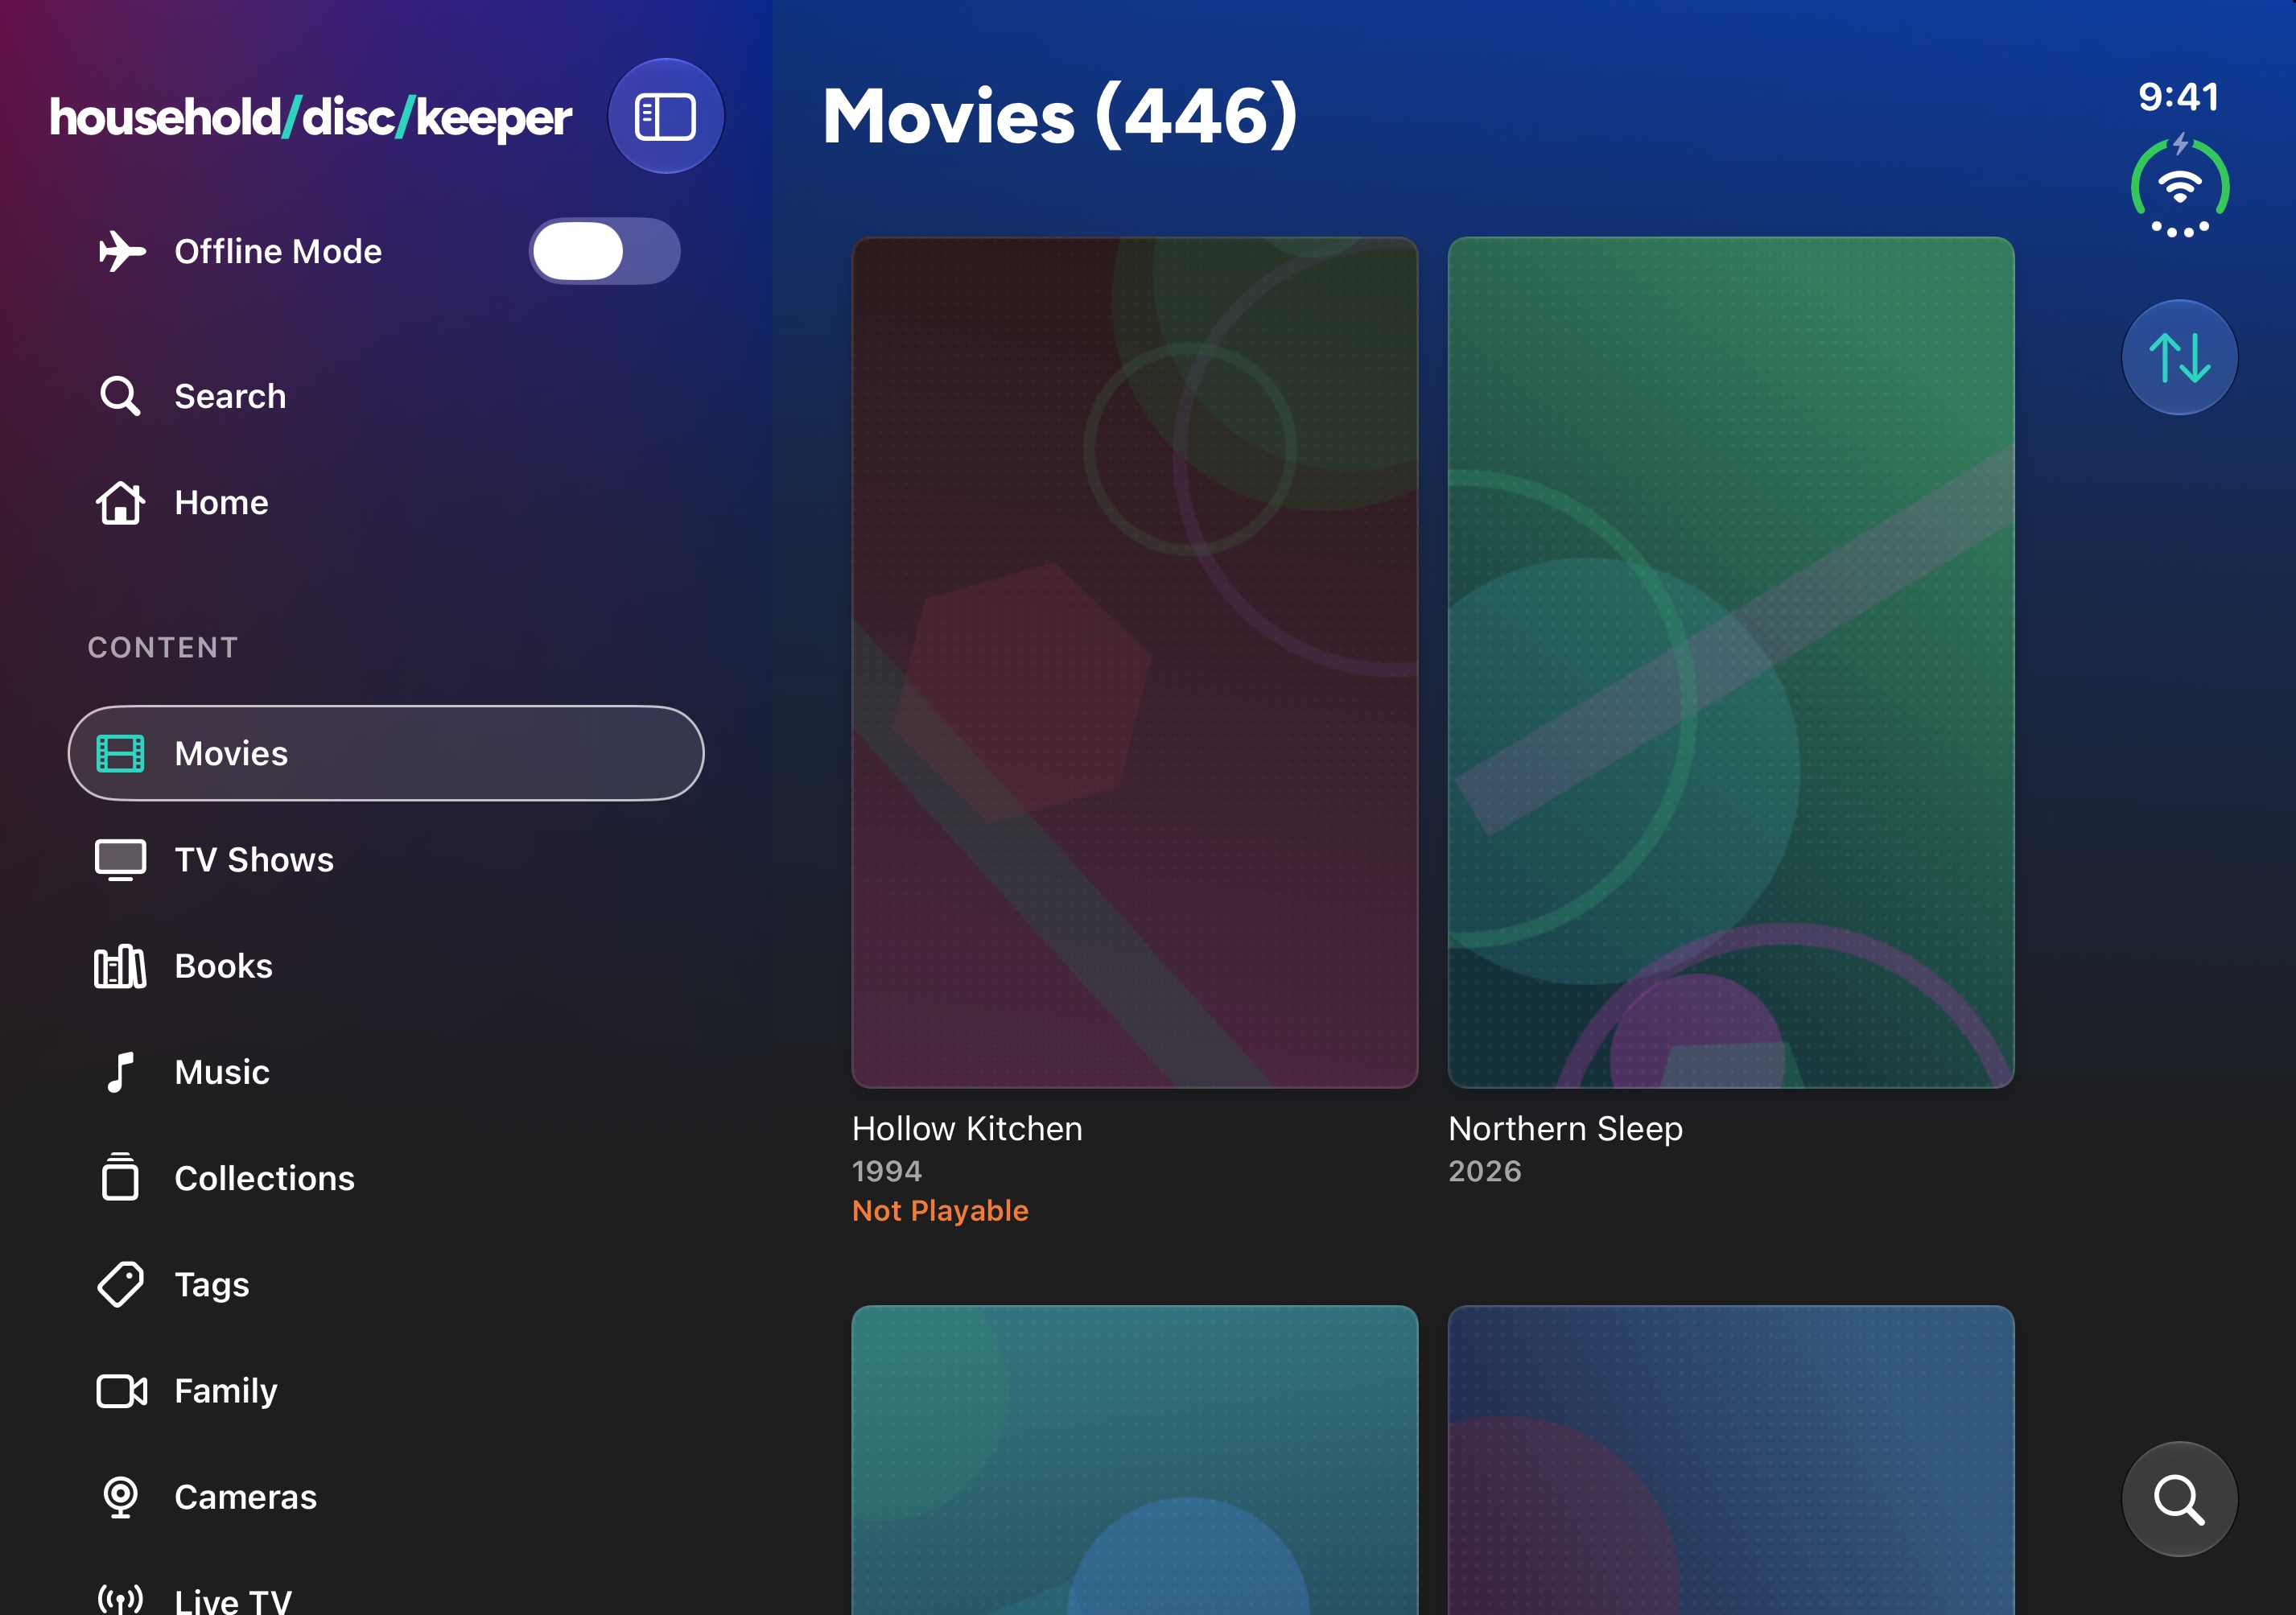 household/disc/keeper
Offline Mode
Search
Home
CONTENT
Movies
TV Shows
Books
Music
Collections
Tags
Family
Cameras
Live TV
Movies (446)
9:41
Hollow Kitchen
1994
Not Playable
Northern Sleep
2026